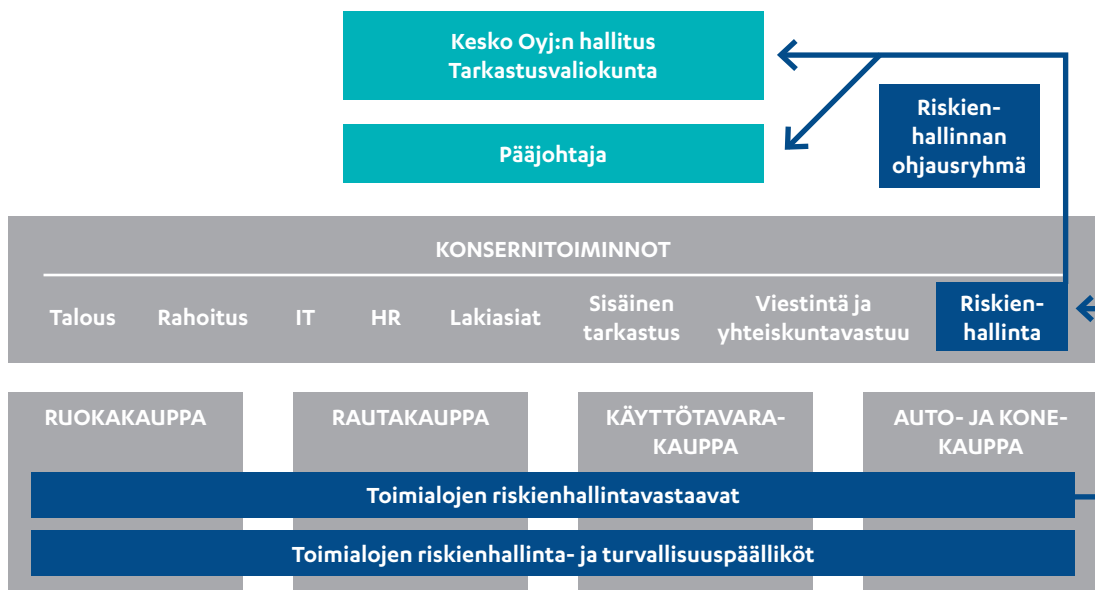 Kesko Oyj:n hallitus
Tarkastusvaliokunta
Pääjohtaja
Riskien-
hallinnan
ohjausryhmä
KONSERNITOIMINNOT
Talous
Rahoitus
IT
HR
Lakiasiat
Sisäinen
tarkastus
Viestintä ja
yhteiskuntavastuu
Riskien-
hallinta
RUOKAKAUPPA
RAUTAKAUPPA
KÄYTTÖTAVARA-
KAUPPA
AUTO- JA KONE-
KAUPPA
Toimialojen riskienhallintavastaavat
Toimialojen riskienhallinta- ja turvallisuuspäälliköt